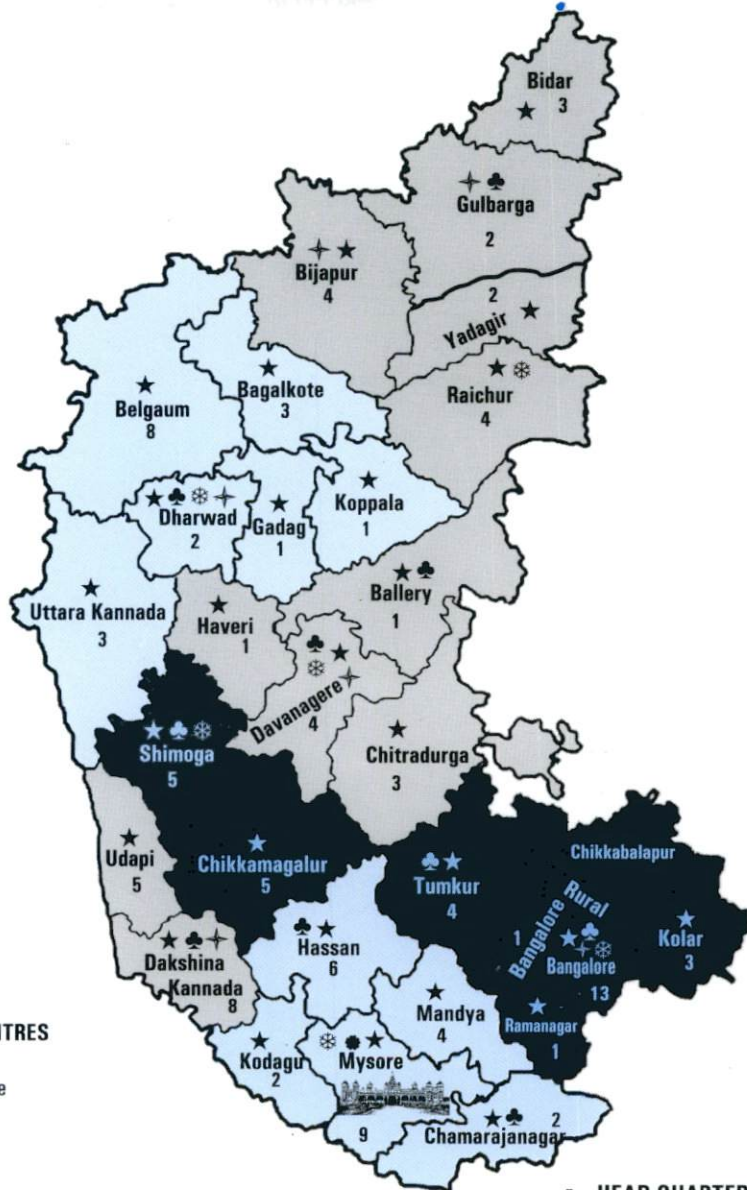 Bidar
3
Gulbarga
2
Bijapur
4
2
Yadagir
Raichur
4
Bagalkote
3
Belgaum
8
Dharwad
2
Gadag
1
Koppala
1
Ballery
1
Uttara Kannada
3
Haveri
1
Davanagere
4
Chitradurga
3
Shimoga
5
Udapi
5
Chikkamagalur
5
Tumkur
4
Chikkabalapur
1
Bangalore Rural
Bangalore
13
Kolar
3
Ramanagar
1
Hassan
6
Dakshina
Kannada
8
Mandya
4
Kodagu
2
Mysore
9
Chamarajanagar
2